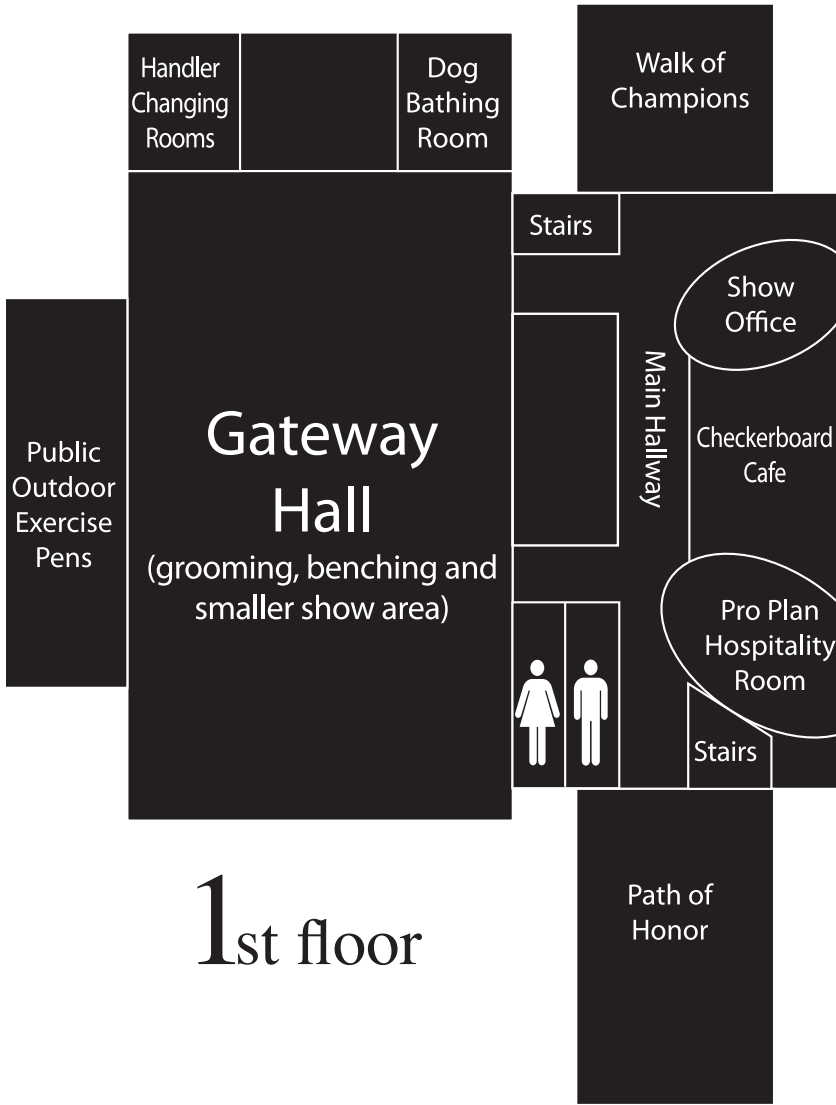 Handler
Changing
Rooms
Dog
Bathing
Room
Walk of
Champions
Stairs
Show
Office
Main Hallway
Checkerboard
Cafe
Public
Outdoor
Exercise
Pens
Gateway
Hall
(grooming, benching and
smaller show area)
Pro Plan
Hospitality
Room
Stairs
Path of
Honor
1st floor